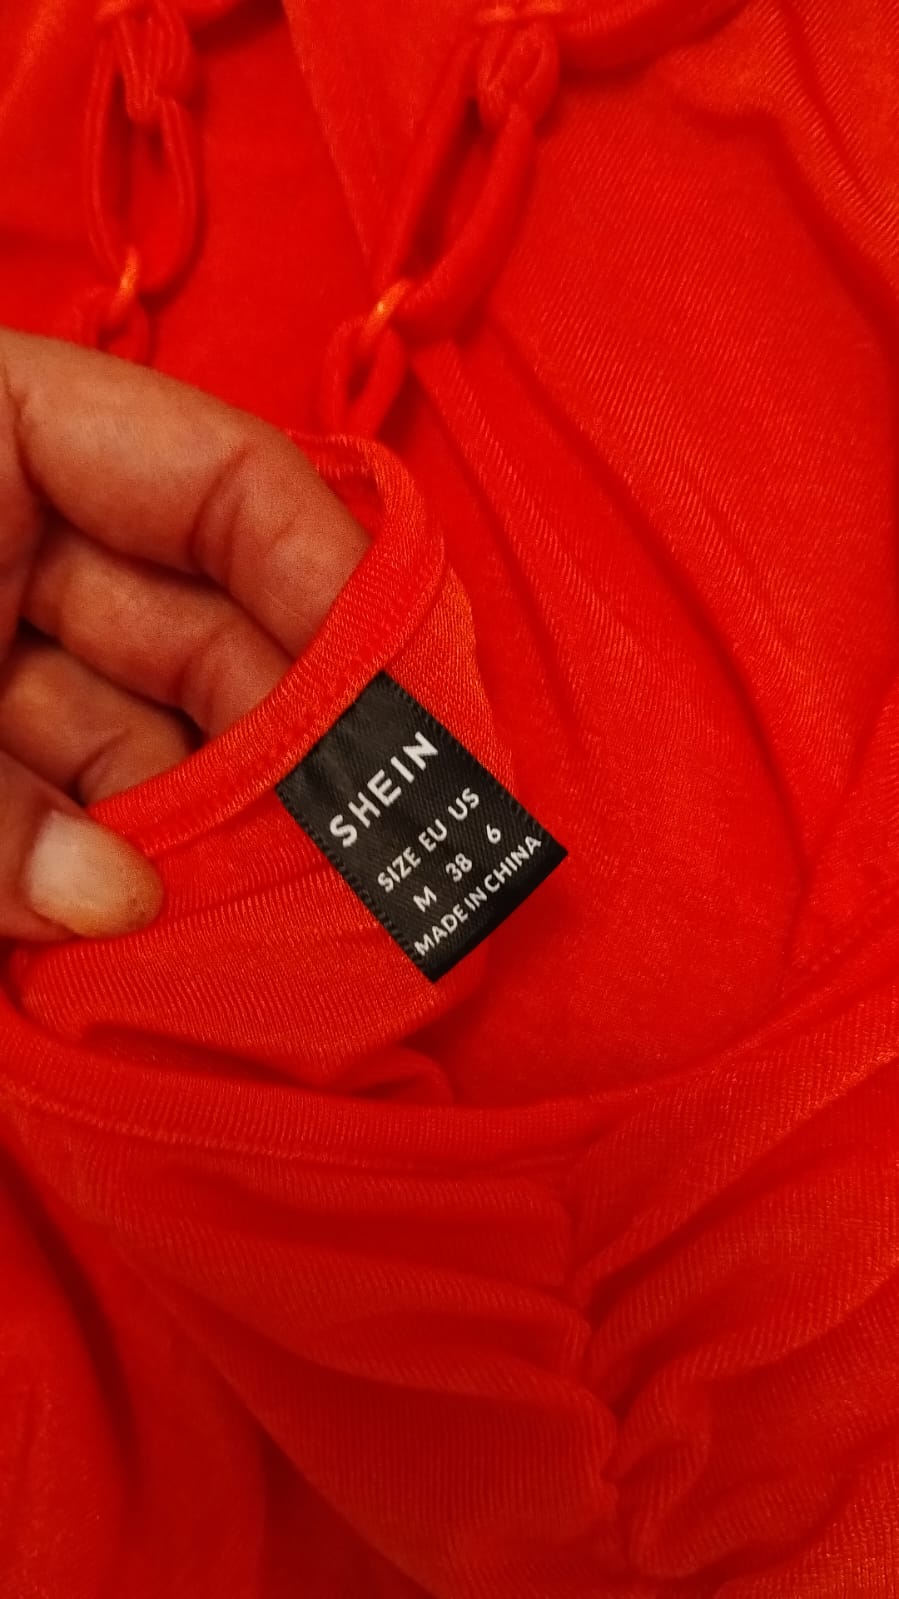 SHEIN
SIZE EU US
M 38 6
MADE IN CHINA